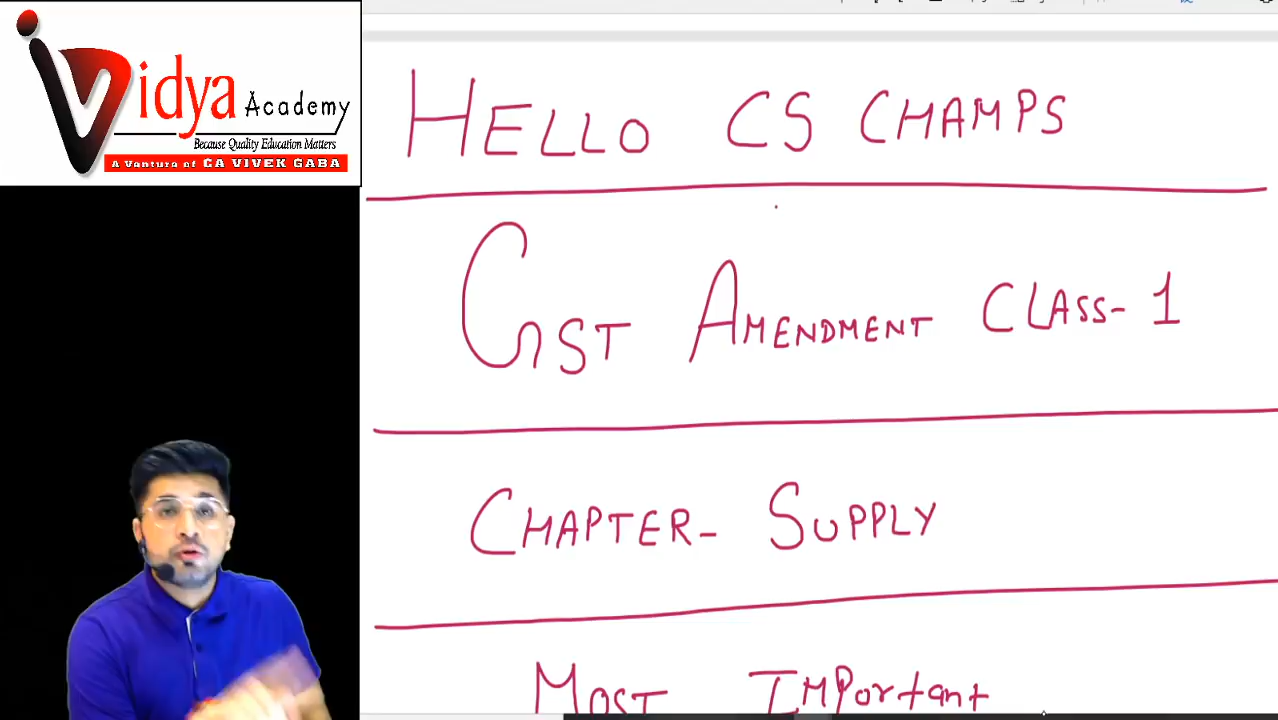 Vidya Academy
Because Quality Education Matters
A Ventura of CA VIVEK GABA
HELLO CS CHAMPS
GST AMENDMENT CLASS-1
CHAPTER- SUPPLY
MOST IMPORTANT